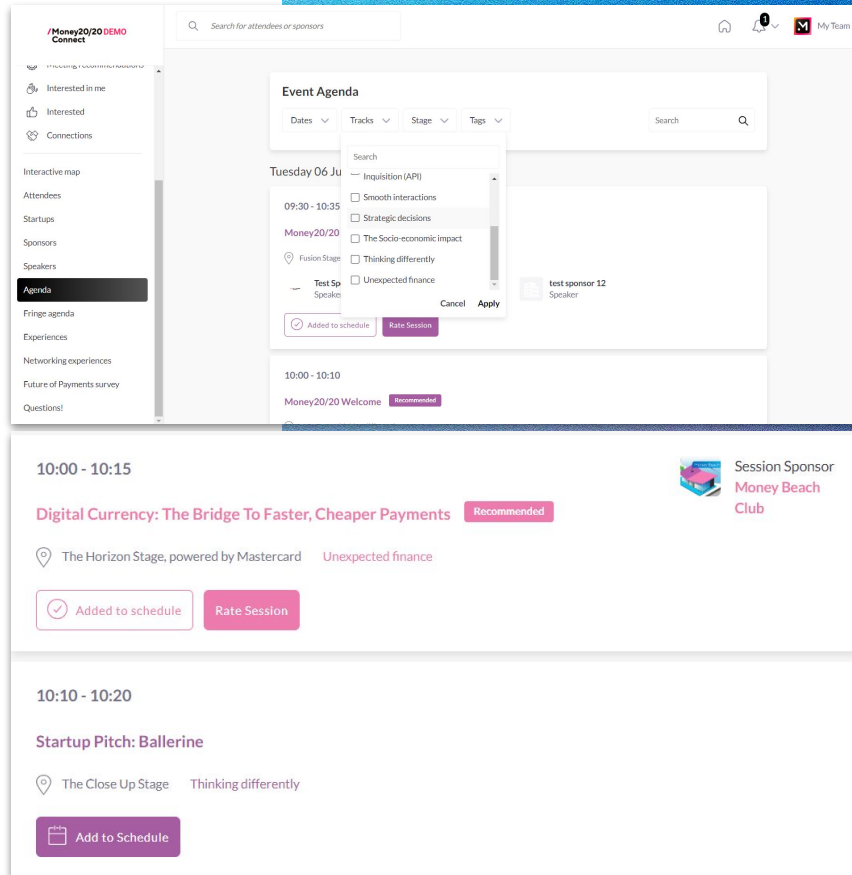 /Money20/20 DEMO
Connect
Search for attendees or sponsors
1
My Team
Meeting recommendations
Interested in me
Interested
Connections
Interactive map
Attendees
Startups
Sponsors
Speakers
Agenda
Fringe agenda
Experiences
Networking experiences
Future of Payments survey
Questions!
Event Agenda
Dates Tracks Stage Tags Search
Search
Inquisition (API)
Smooth interactions
Strategic decisions
The Socio-economic impact
Thinking differently
Unexpected finance
Cancel Apply
Tuesday 06 Ju
09:30 - 10:35
Money20/20
Fusion Stage
Test Sp
Speake
test sponsor 12
Speaker
Added to schedule Rate Session
10:00 - 10:10
Money20/20 Welcome Recommended
10:00 - 10:15
Session Sponsor
Money Beach
Club
Digital Currency: The Bridge To Faster, Cheaper Payments Recommended
The Horizon Stage, powered by Mastercard Unexpected finance
Added to schedule Rate Session
10:10 - 10:20
Startup Pitch: Ballerine
The Close Up Stage Thinking differently
Add to Schedule